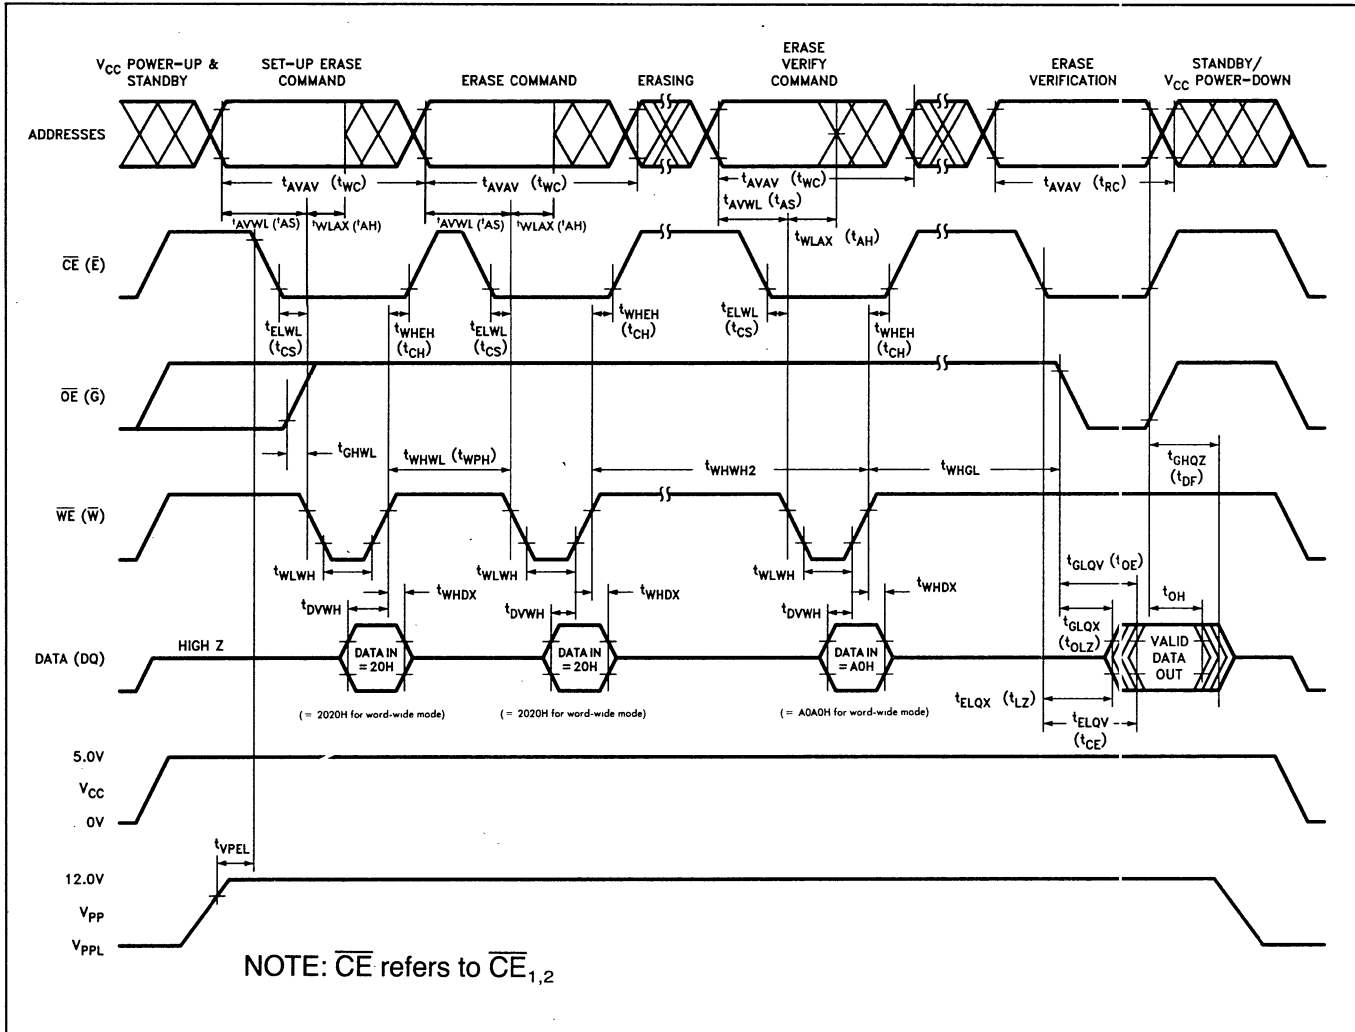 V_CC POWER-UP & STANDBY
SET-UP ERASE COMMAND
ERASE COMMAND
ERASING
ERASE VERIFY COMMAND
ERASE VERIFICATION
STANDBY/ V_CC POWER-DOWN
ADDRESSES
t_AVAV (t_WC)
t_AVAV (t_WC)
t_AVAV (t_WC)
t_AVAV (t_RC)
t_AVWL (t_AS)
t_WLAX (t_AH)
t_AVWL (t_AS)
t_WLAX (t_AH)
t_AVWL (t_AS)
t_WLAX (t_AH)
C̅E̅ (E̅)
t_ELWL (t_CS)
t_WHEH (t_CH)
t_ELWL (t_CS)
t_WHEH (t_CH)
t_ELWL (t_CS)
t_WHEH (t_CH)
O̅E̅ (G̅)
t_GHWL
t_WHWL (t_WPH)
t_WHWH2
t_WHGL
t_GHQZ (t_DF)
W̅E̅ (W̅)
t_WLWH
t_WLWH
t_WLWH
t_GLQV (t_OE)
t_DVWH
t_WHDX
t_DVWH
t_WHDX
t_DVWH
t_WHDX
t_GLQX (t_OLZ)
t_OH
DATA (DQ)
HIGH Z
DATA IN = 20H
DATA IN = 20H
DATA IN = A0H
VALID DATA OUT
(= 2020H for word-wide mode)
(= 2020H for word-wide mode)
(= A0A0H for word-wide mode)
t_ELQX (t_LZ)
t_ELQV (t_CE)
5.0V
V_CC
0V
t_VPEL
12.0V
V_PP
V_PPL
NOTE: C̅E̅ refers to C̅E̅_1,2